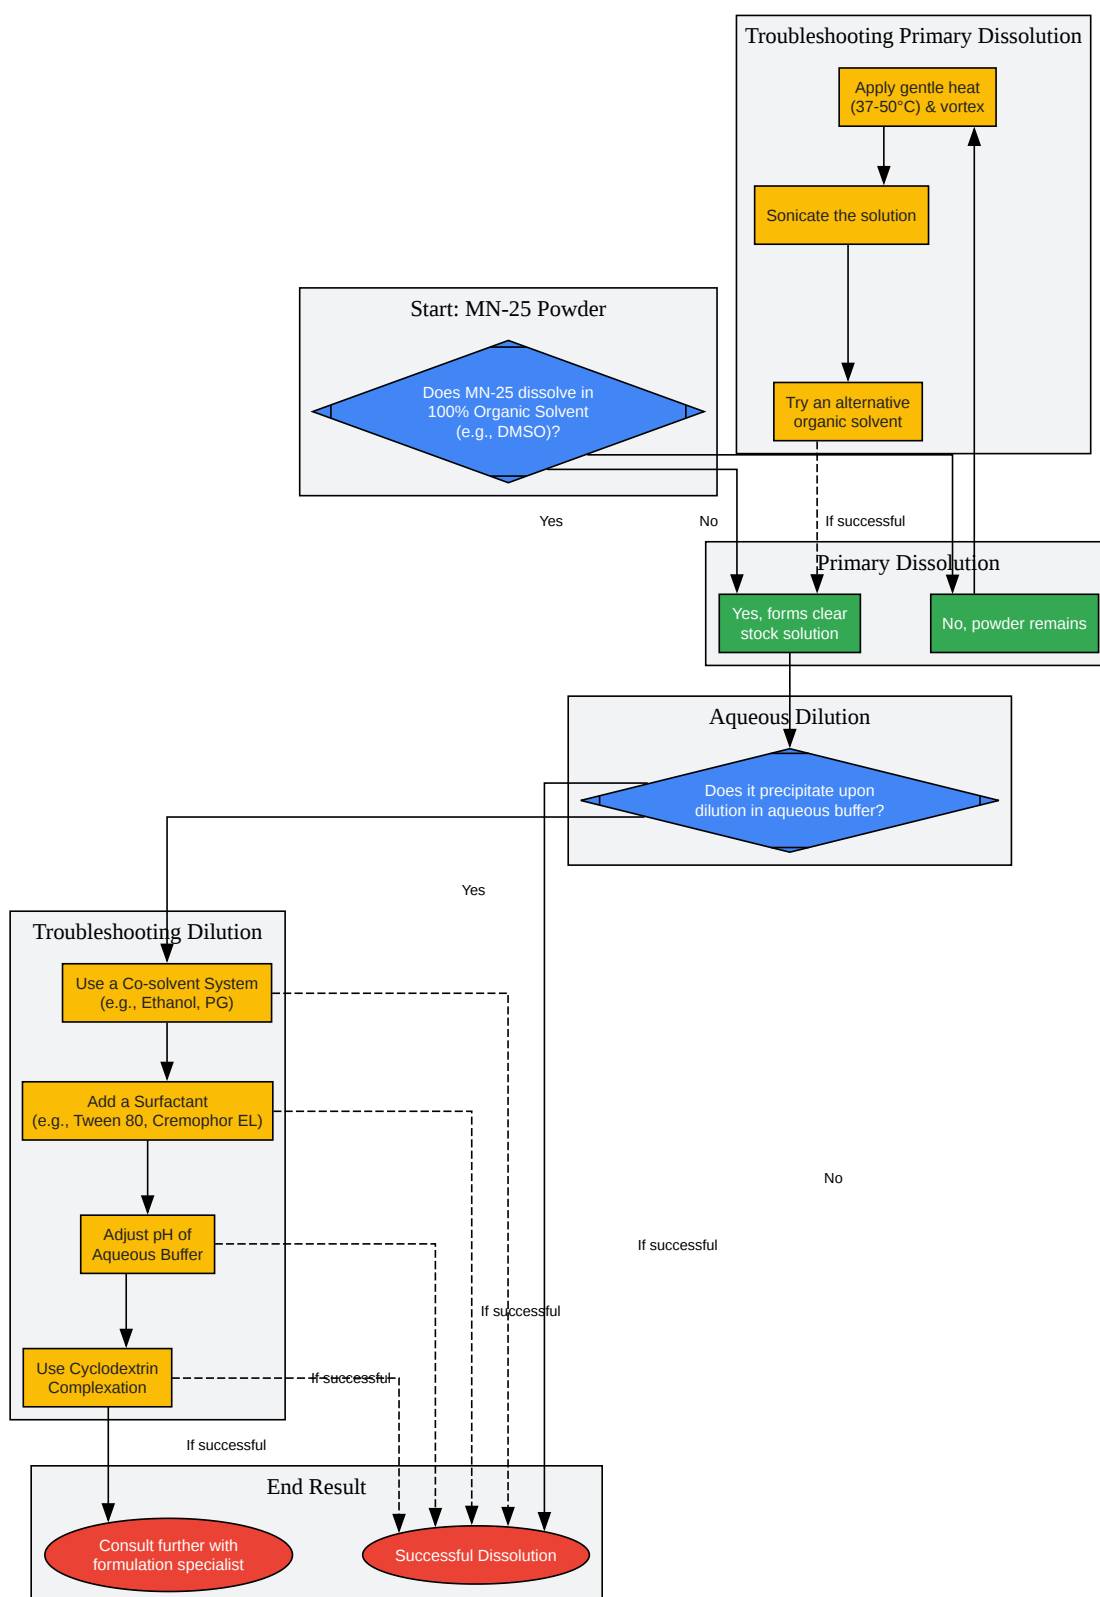 Troubleshooting Primary Dissolution
Apply gentle heat
(37-50°C) & vortex
Sonicate the solution
Try an alternative
organic solvent
Start: MN-25 Powder
Does MN-25 dissolve in
100% Organic Solvent
(e.g., DMSO)?
Yes
No
If successful
Primary Dissolution
Yes, forms clear
stock solution
No, powder remains
Aqueous Dilution
Does it precipitate upon
dilution in aqueous buffer?
Yes
No
Troubleshooting Dilution
Use a Co-solvent System
(e.g., Ethanol, PG)
Add a Surfactant
(e.g., Tween 80, Cremophor EL)
Adjust pH of
Aqueous Buffer
Use Cyclodextrin
Complexation
If successful
If successful
If successful
If successful
End Result
Consult further with
formulation specialist
Successful Dissolution